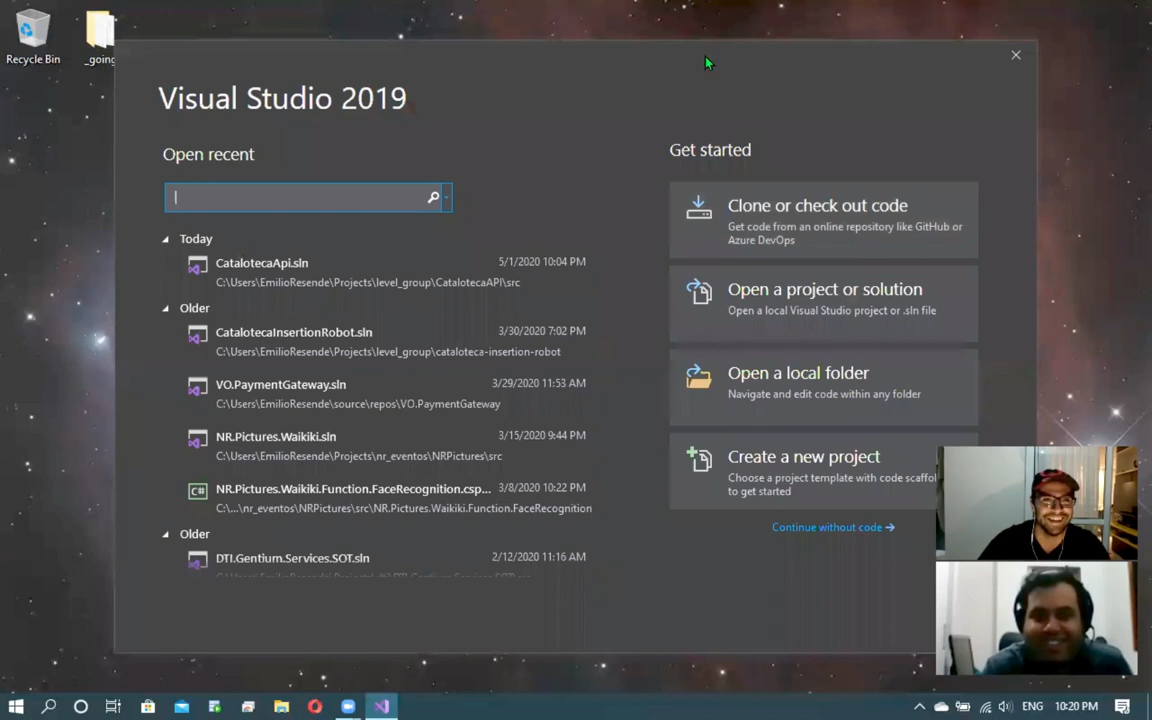 Recycle Bin
_going
Visual Studio 2019
Open recent
Today
CatalotecaApi.sln
5/1/2020 10:04 PM
C:\Users\EmilioResende\Projects\level_group\CatalotecaAPI\src
Older
CatalotecaInsertionRobot.sln
3/30/2020 7:02 PM
C:\Users\EmilioResende\Projects\level_group\cataloteca-insertion-robot
VO.PaymentGateway.sln
3/29/2020 11:53 AM
C:\Users\EmilioResende\source\repos\VO.PaymentGateway
NR.Pictures.Waikiki.sln
3/15/2020 9:44 PM
C:\Users\EmilioResende\Projects\nr_eventos\NRPictures\src
C# NR.Pictures.Waikiki.Function.FaceRecognition.csp...
3/8/2020 10:22 PM
C:\...\nr_eventos\NRPictures\src\NR.Pictures.Waikiki.Function.FaceRecognition
Older
DTI.Gentium.Services.SOT.sln
2/12/2020 11:16 AM
Get started
Clone or check out code
Get code from an online repository like GitHub or
Azure DevOps
Open a project or solution
Open a local Visual Studio project or .sln file
Open a local folder
Navigate and edit code within any folder
Create a new project
Choose a project template with code scaffol
to get started
Continue without code →
ENG
10:20 PM